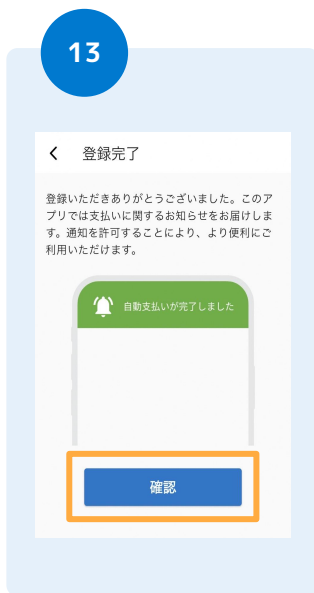 13
登録完了
登録いただきありがとうございました。このア
プリでは支払いに関するお知らせをお届けしま
す。通知を許可することにより、より便利にご
利用いただけます。
自動支払いが完了しました
確認